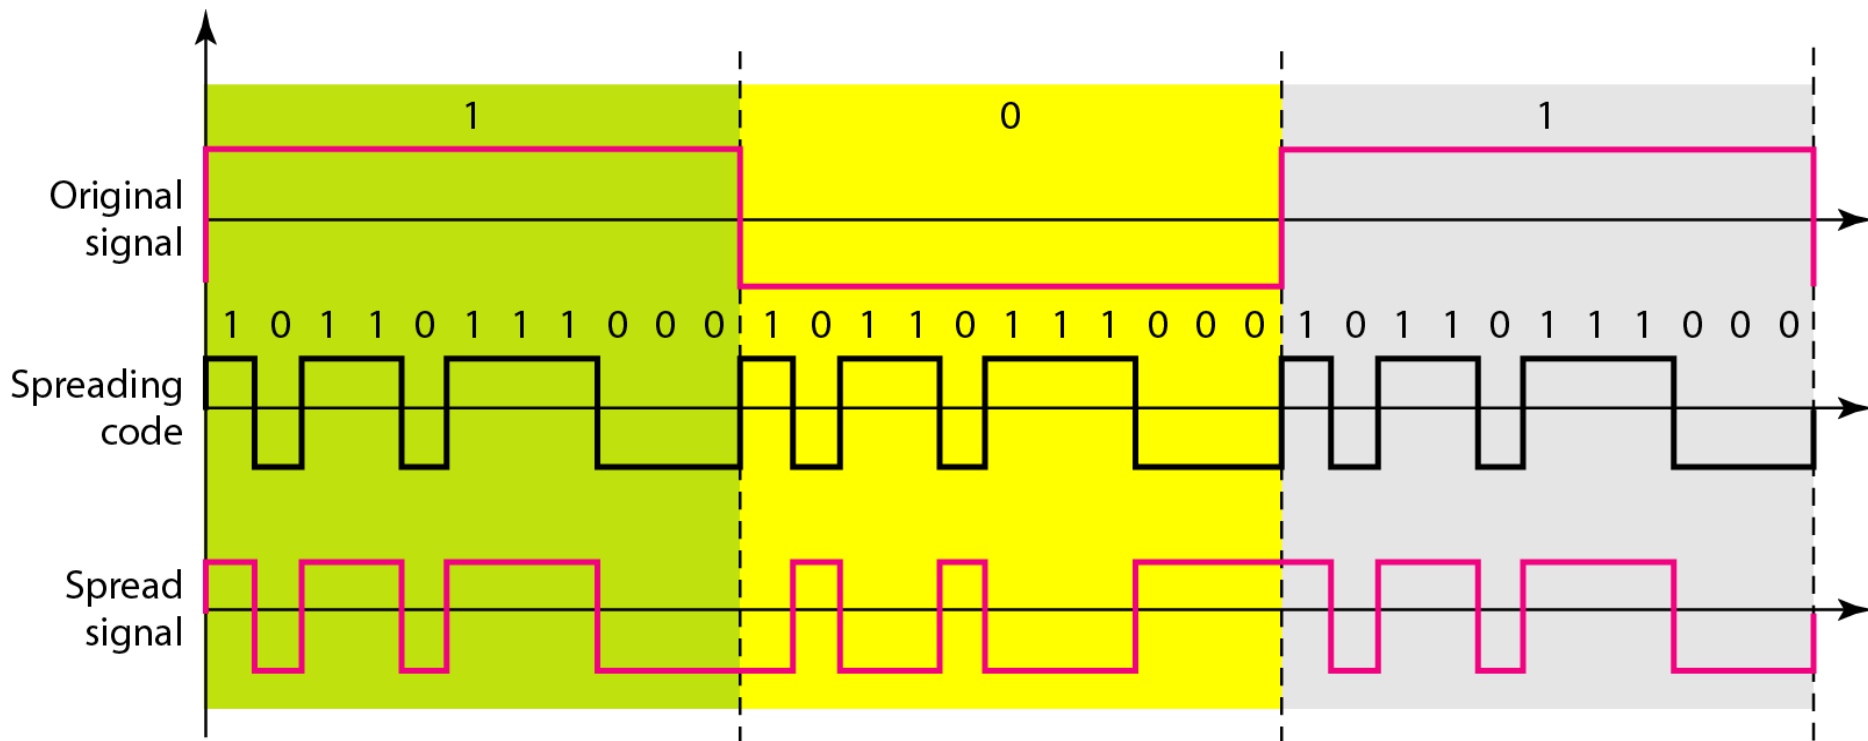 1 0 1
Original
signal
1 0 1 1 0 1 1 1 0 0 0 1 0 1 1 0 1 1 1 0 0 0 1 0 1 1 0 1 1 1 0 0 0
Spreading
code
Spread
signal